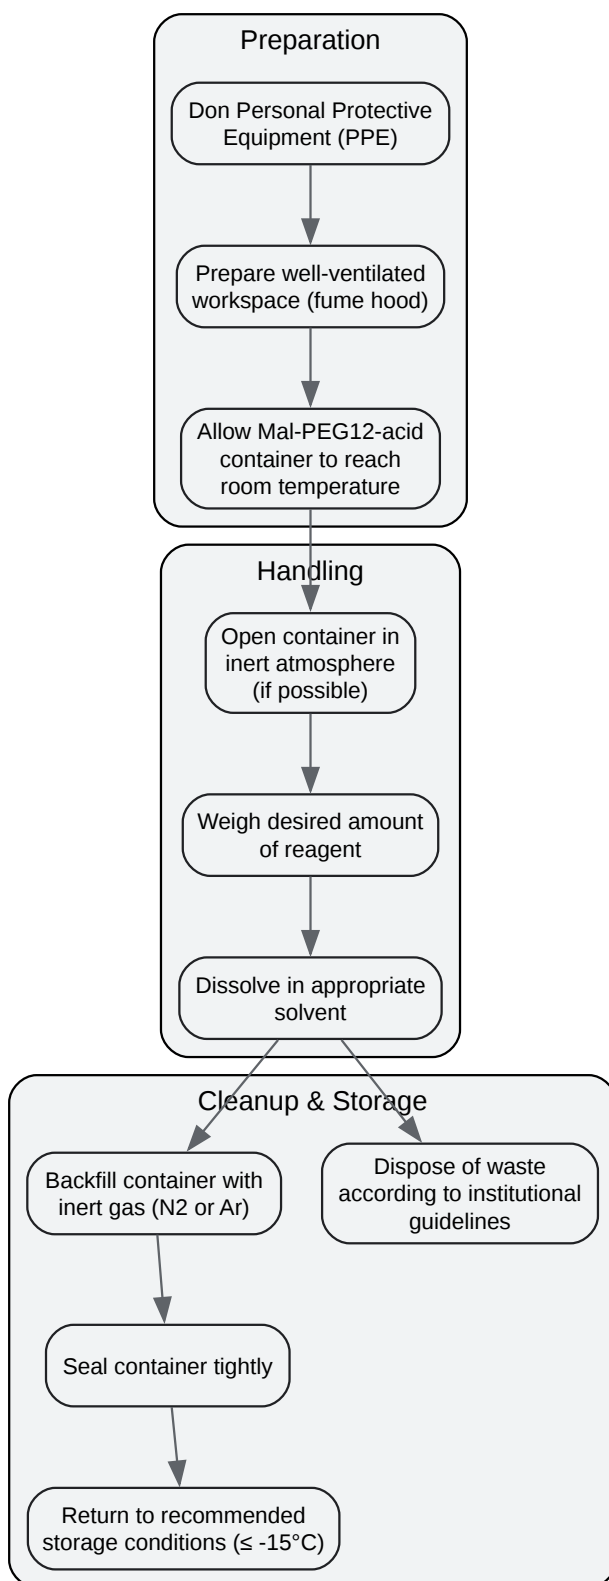 Preparation
Don Personal Protective
Equipment (PPE)
Prepare well-ventilated
workspace (fume hood)
Allow Mal-PEG12-acid
container to reach
room temperature
Handling
Open container in
inert atmosphere
(if possible)
Weigh desired amount
of reagent
Dissolve in appropriate
solvent
Cleanup & Storage
Backfill container with
inert gas (N2 or Ar)
Dispose of waste
according to institutional
guidelines
Seal container tightly
Return to recommended
storage conditions (≤ -15°C)